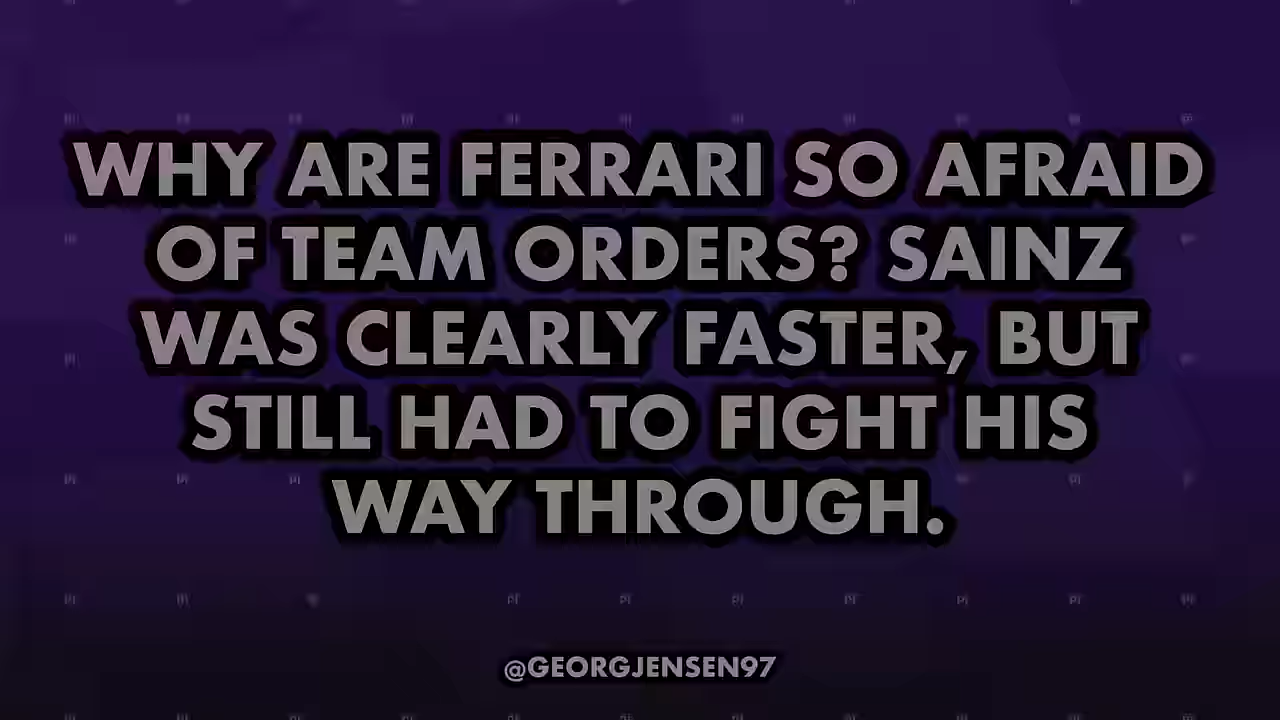 WHY ARE FERRARI SO AFRAID
OF TEAM ORDERS? SAINZ
WAS CLEARLY FASTER, BUT
STILL HAD TO FIGHT HIS
WAY THROUGH.
@GEORGJENSEN97